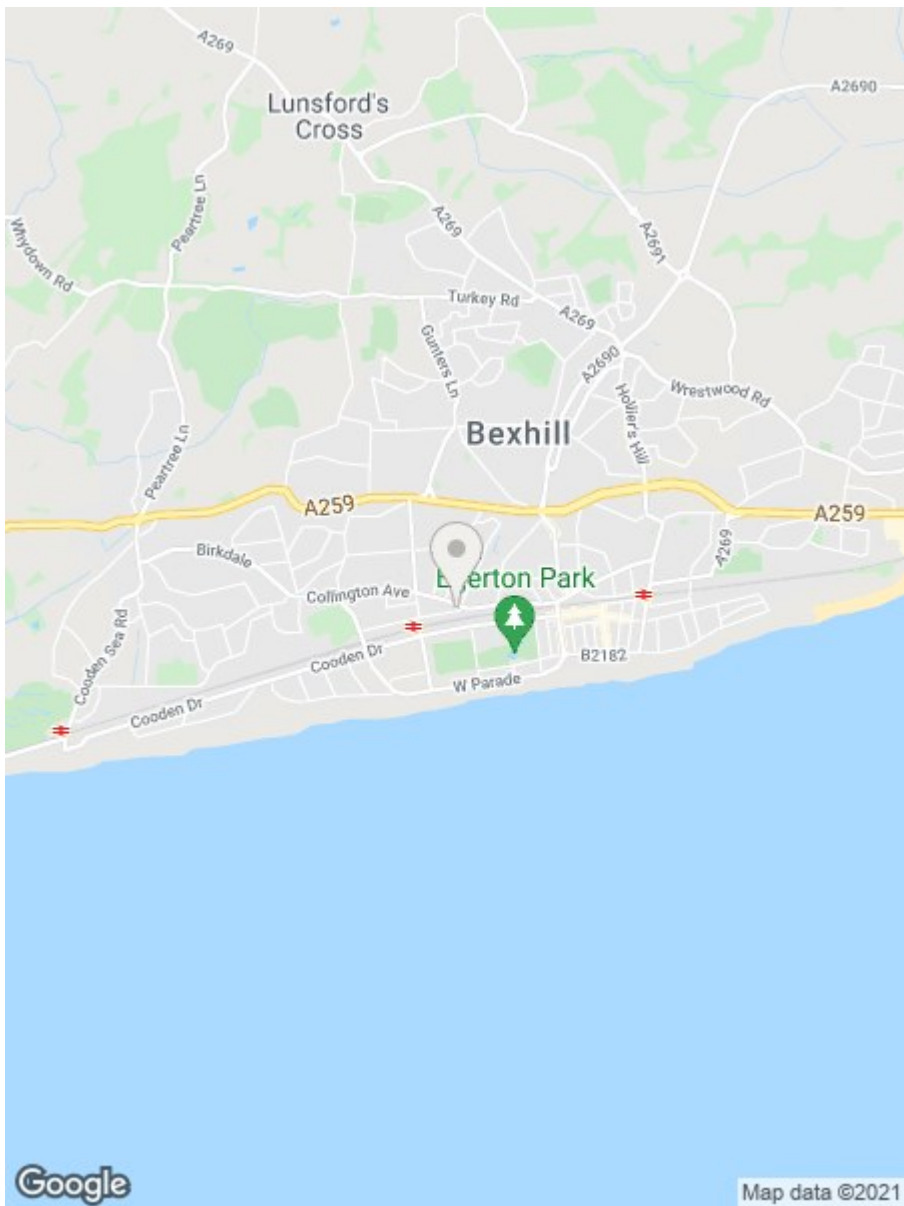 A269
A2690
Lunsford's
Cross
Peartree Ln
A269
Whydown Rd
A2691
Turkey Rd
A269
Gunters Ln
A2690
Hollier's Hill
Wrestwood Rd
Bexhill
Peartree Ln
A259
A259
A269
Birkdale
Egerton Park
Collington Ave
Cooden Sea Rd
Cooden Dr
B2182
W Parade
Cooden Dr
Google
Map data ©2021